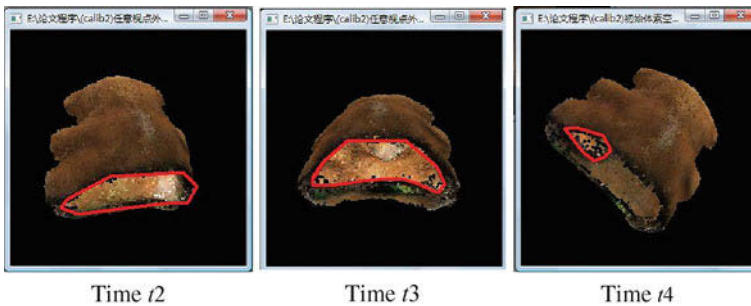 E:\论文程序\(calib2)任意视点外...
E:\论文程序\(calib2)任意视点外...
E:\论文程序\(calib2)初始体素空...
Time t2
Time t3
Time t4